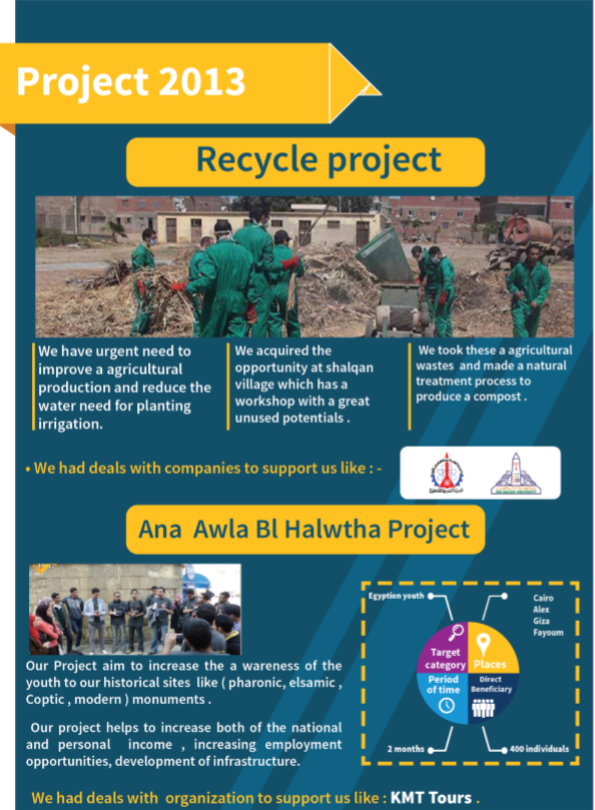 Project 2013
Recycle project
We have urgent need to
improve a agricultural
production and reduce the
water need for planting
irrigation.
We acquired the
opportunity at shalqan
village which has a
workshop with a great
unused potentials .
We took these a agricultural
wastes and made a natural
treatment process to
produce a compost .
• We had deals with companies to support us like : -
Ana Awla Bl Halwtha Project
Our Project aim to increase the a wareness of the
youth to our historical sites like ( pharonic, elsamic ,
Coptic , modern ) monuments .
Our project helps to increase both of the national
and personal income , increasing employment
opportunities, development of infrastructure.
Egyption youth
Cairo
Alex
Giza
Fayoum
Target
category
Places
Period
of time
Direct
Beneficiary
2 months
400 individuals
We had deals with organization to support us like : KMT Tours .